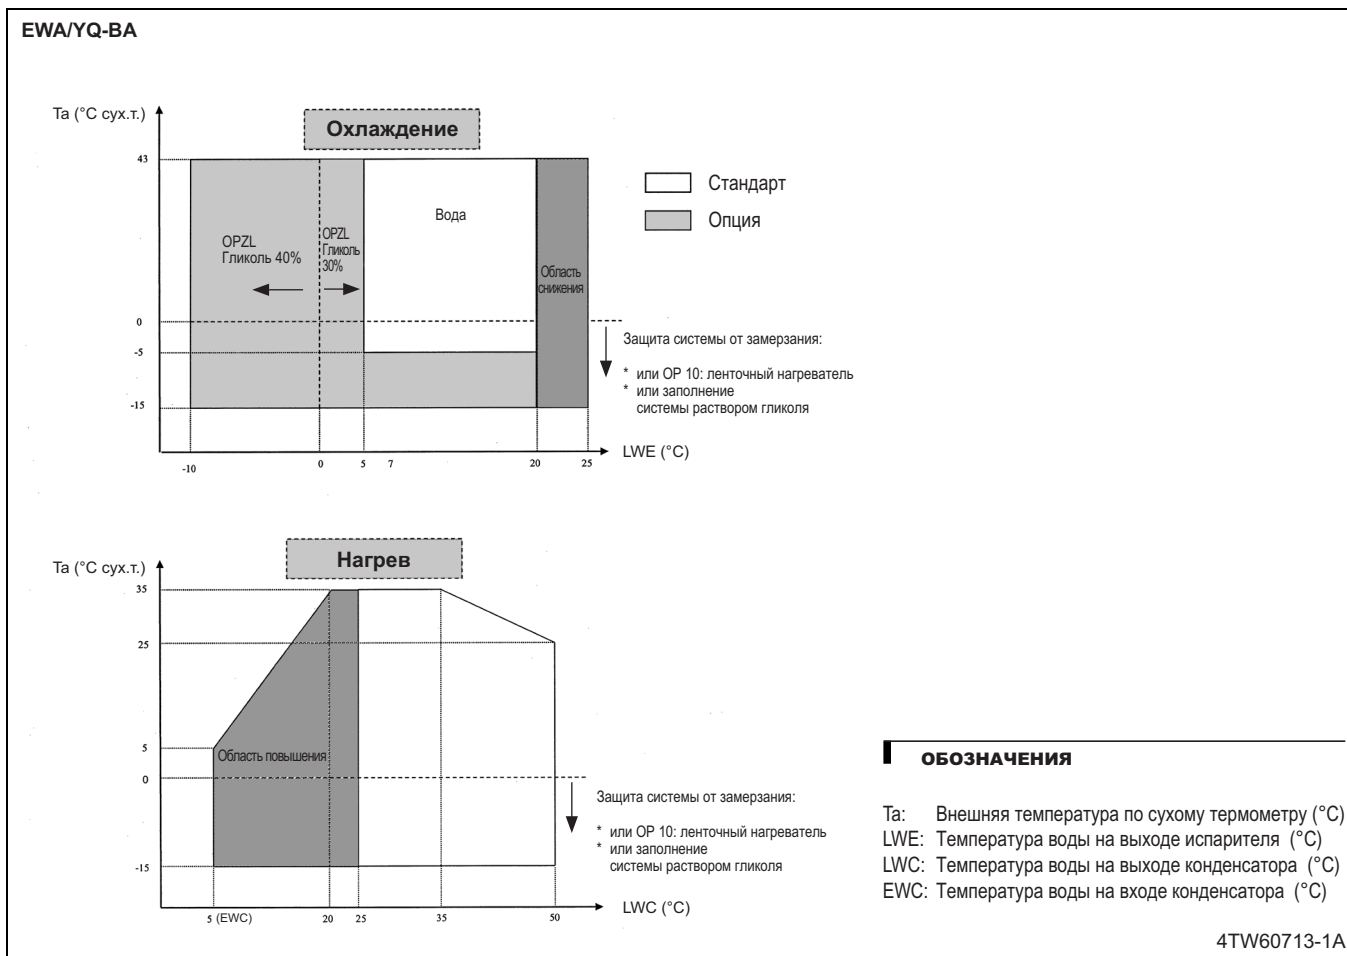 EWA/YQ-BA
Ta (°C сух.т.)
Охлаждение
43
Стандарт
Опция
Вода
OPZL
Гликоль 40%
OPZL
Гликоль
30%
Область
снижения
0
-5
-15
Защита системы от замерзания:
* или OP 10: ленточный нагреватель
* или заполнение
системы раствором гликоля
-10
0
5
7
20
25
LWE (°C)
Ta (°C сух.т.)
Нагрев
35
25
5
0
-15
Область повышения
Защита системы от замерзания:
* или OP 10: ленточный нагреватель
* или заполнение
системы раствором гликоля
5 (EWC)
20
25
35
50
LWC (°C)
ОБОЗНАЧЕНИЯ
Ta: Внешняя температура по сухому термометру (°C)
LWE: Температура воды на выходе испарителя (°C)
LWC: Температура воды на выходе конденсатора (°C)
EWC: Температура воды на входе конденсатора (°C)
4TW60713-1A